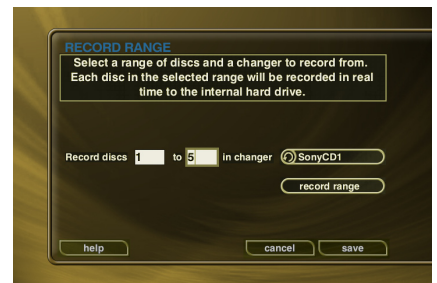 RECORD RANGE
Select a range of discs and a changer to record from.
Each disc in the selected range will be recorded in real
time to the internal hard drive.
Record discs 1 to 5 in changer SonyCD1
record range
help cancel save